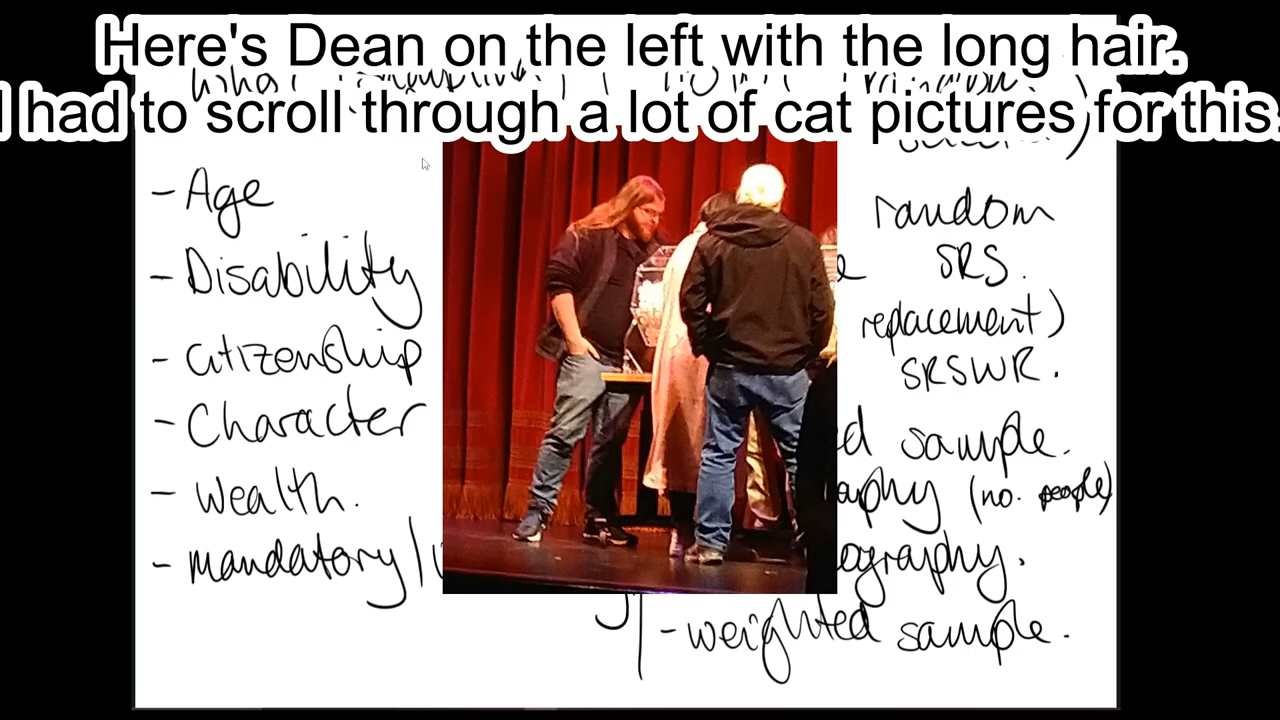 Here's Dean on the left with the long hair.
I had to scroll through a lot of cat pictures for this.
- Age
- Disability
- citizenship
- Character
- wealth.
- mandatory/
random
SRS.
replacement)
SRSWR.
sample.
(no. people)
- weighted sample.